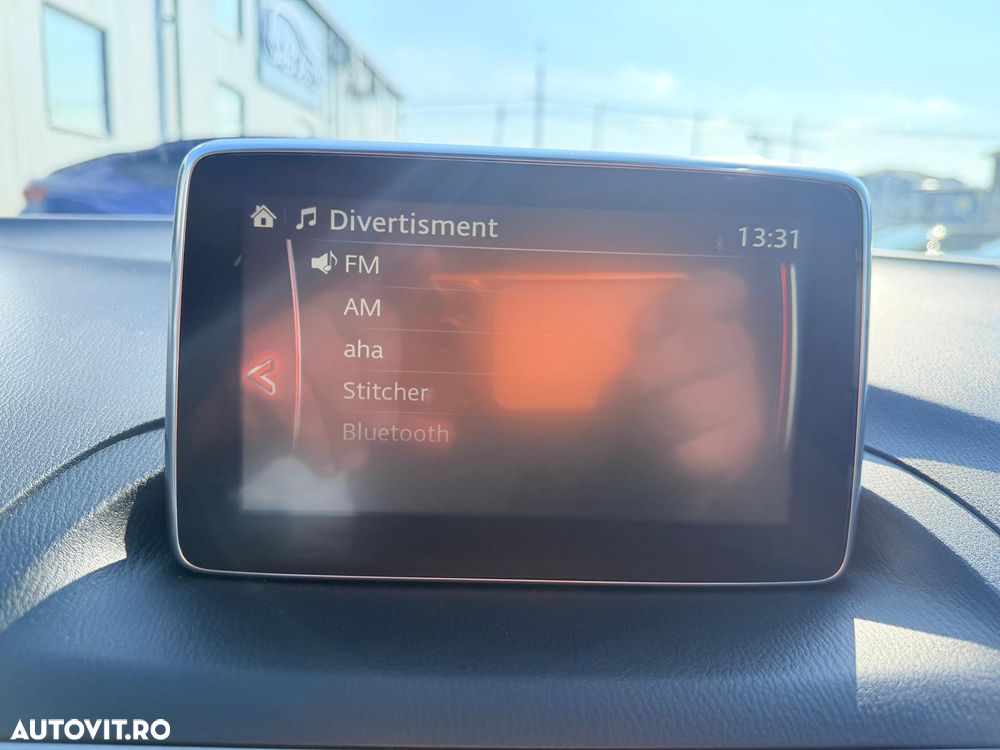 Divertisment
13:31
FM
AM
aha
Stitcher
Bluetooth
AUTOVIT.RO